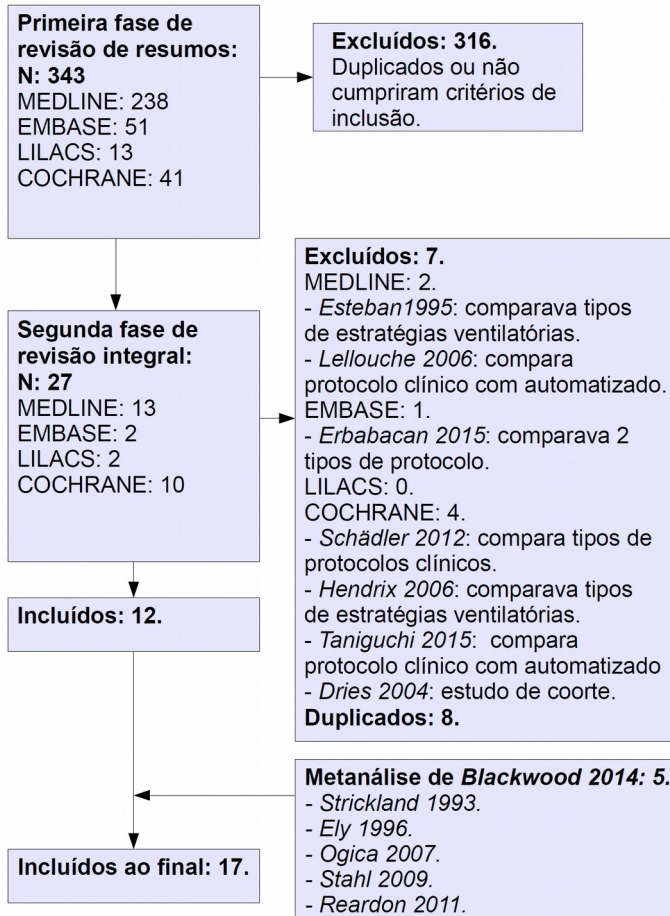 Primeira fase de
revisão de resumos:
N: 343
MEDLINE: 238
EMBASE: 51
LILACS: 13
COCHRANE: 41
Excluídos: 316.
Duplicados ou não
cumpriram critérios de
inclusão.
Segunda fase de
revisão integral:
N: 27
MEDLINE: 13
EMBASE: 2
LILACS: 2
COCHRANE: 10
Excluídos: 7.
MEDLINE: 2.
- Esteban1995: comparava tipos
de estratégias ventilatórias.
- Lellouche 2006: compara
protocolo clínico com automatizado.
EMBASE: 1.
- Erbabacan 2015: comparava 2
tipos de protocolo.
LILACS: 0.
COCHRANE: 4.
- Schädler 2012: compara tipos de
protocolos clínicos.
- Hendrix 2006: comparava tipos
de estratégias ventilatórias.
- Taniguchi 2015: compara
protocolo clínico com automatizado
- Dries 2004: estudo de coorte.
Duplicados: 8.
Incluídos: 12.
Metanálise de Blackwood 2014: 5.
- Strickland 1993.
- Ely 1996.
- Ogica 2007.
- Stahl 2009.
- Reardon 2011.
Incluídos ao final: 17.